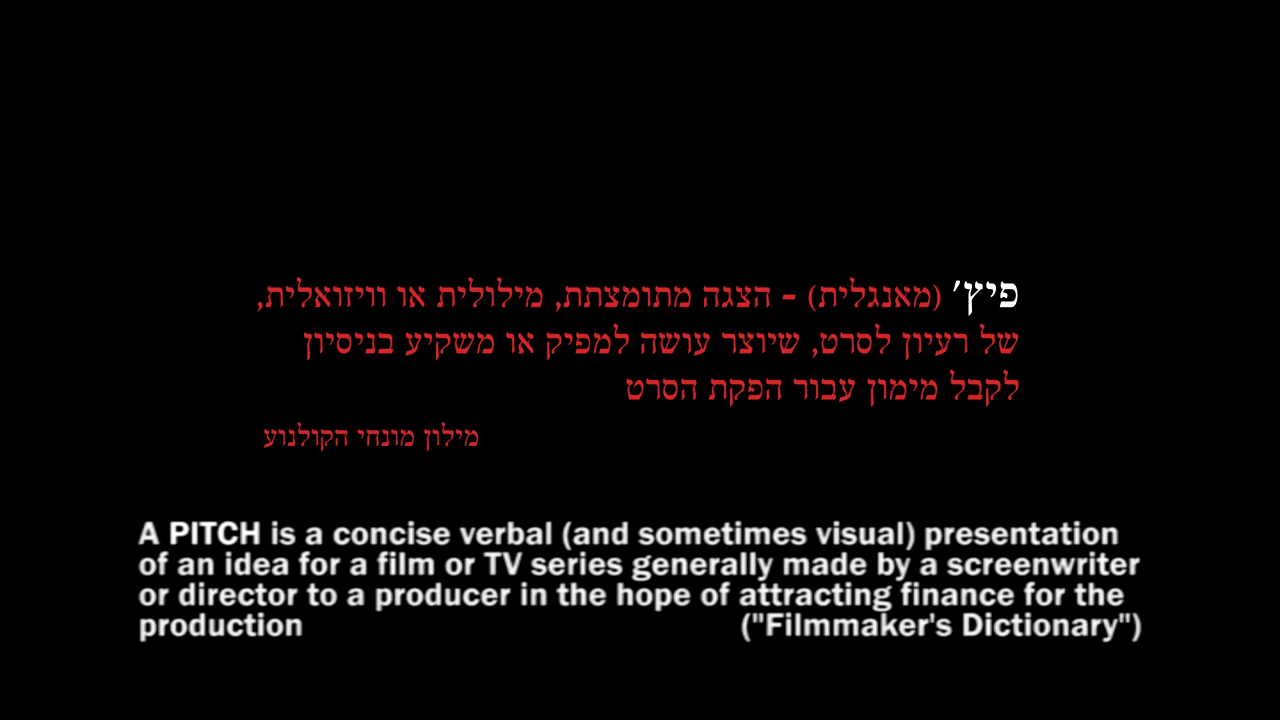 פיץ' (מאנגלית) - הצגה מתומצתת, מילולית או וויזואלית,
של רעיון לסרט, שיוצר עושה למפיק או משקיע בניסיון
לקבל מימון עבור הפקת הסרט
מילון מונחי הקולנוע
A PITCH is a concise verbal (and sometimes visual) presentation
of an idea for a film or TV series generally made by a screenwriter
or director to a producer in the hope of attracting finance for the
production ("Filmmaker's Dictionary")